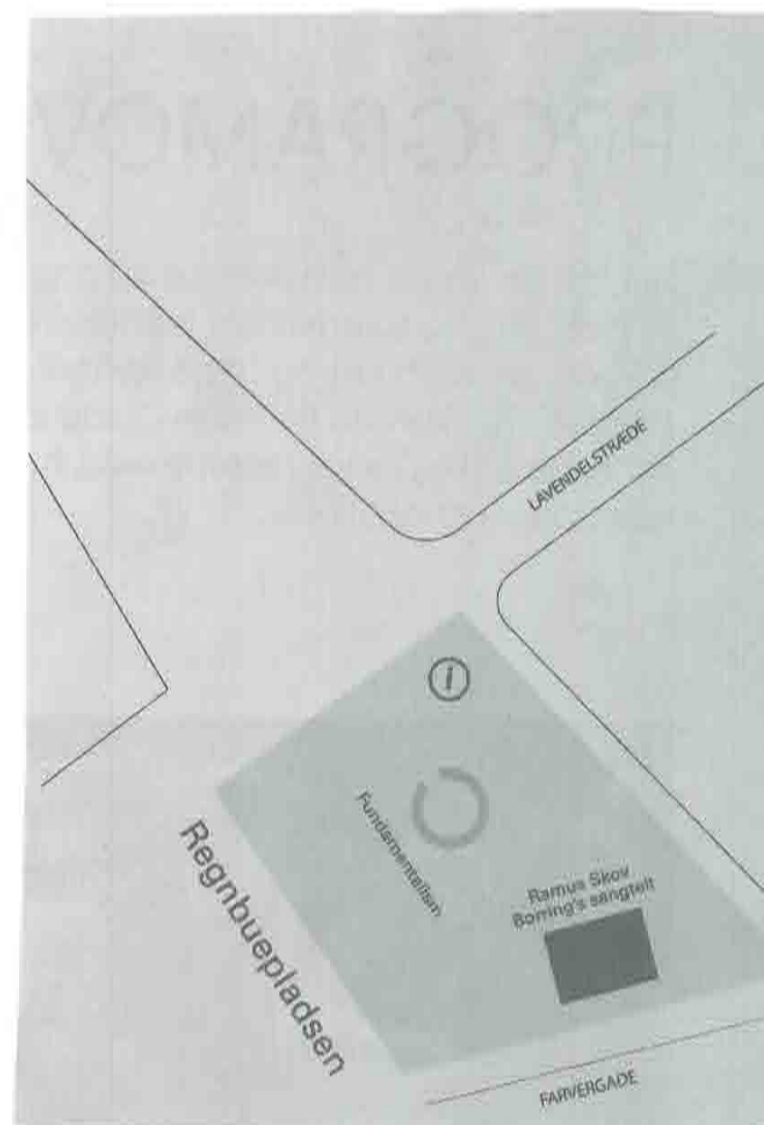 LAVENDELSTRÆDE
i
Fundamentalism
Regnbuepladsen
Ramus Skov
Borring's sangtelt
FARVERGADE